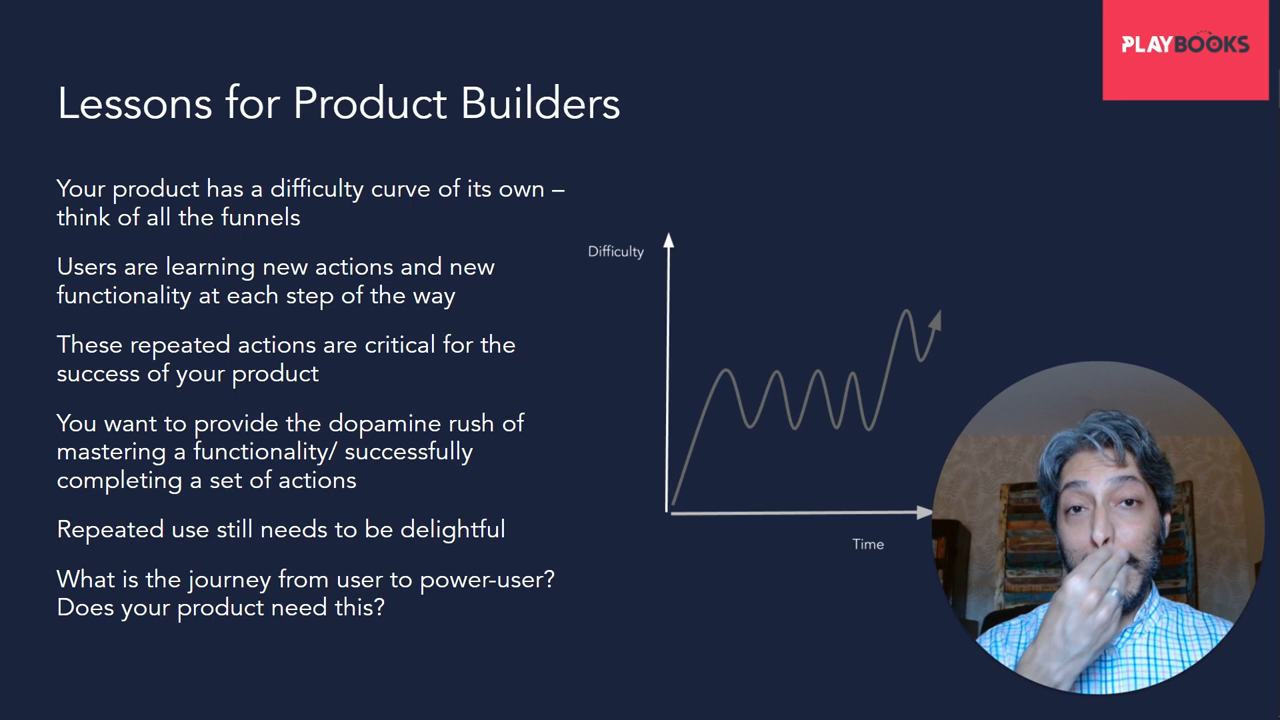 PLAYBOOKS
Lessons for Product Builders
Your product has a difficulty curve of its own –
think of all the funnels
Users are learning new actions and new
functionality at each step of the way
These repeated actions are critical for the
success of your product
You want to provide the dopamine rush of
mastering a functionality/ successfully
completing a set of actions
Repeated use still needs to be delightful
What is the journey from user to power-user?
Does your product need this?
Difficulty
Time